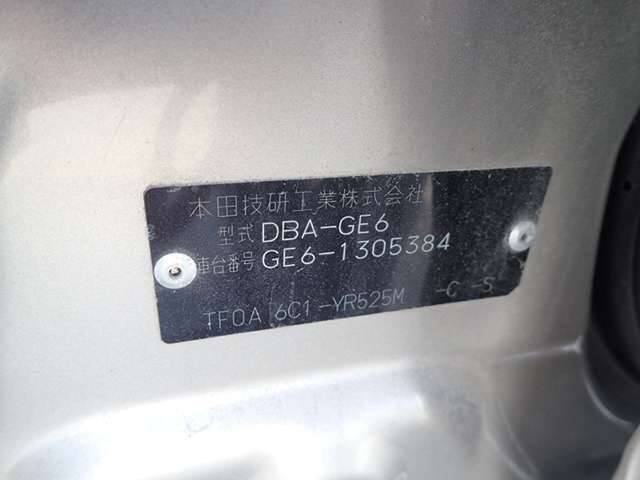 本田技研工業株式会社
型式 DBA-GE6
車台番号 GE6-1305384
TF0A 6C1-YR525M -C -S